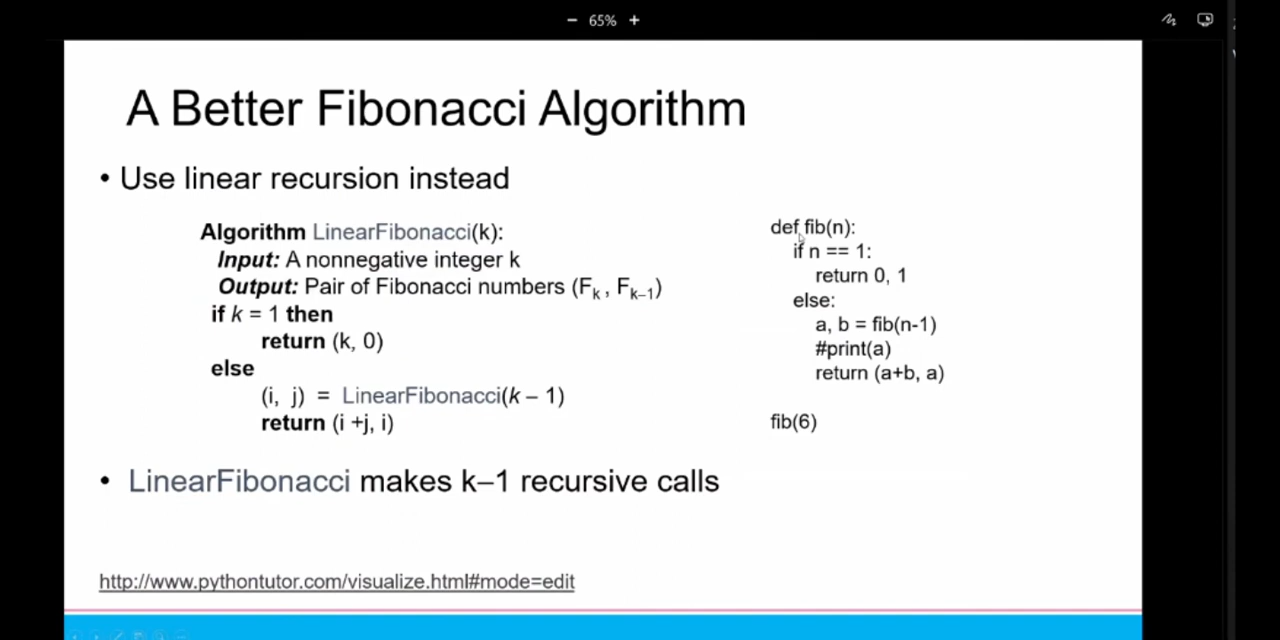 65%
A Better Fibonacci Algorithm
• Use linear recursion instead
Algorithm LinearFibonacci(k):
Input: A nonnegative integer k
Output: Pair of Fibonacci numbers (Fk , Fk–1)
if k = 1 then
return (k, 0)
else
(i, j) = LinearFibonacci(k – 1)
return (i +j, i)
def fib(n):
if n == 1:
return 0, 1
else:
a, b = fib(n-1)
#print(a)
return (a+b, a)
fib(6)
• LinearFibonacci makes k–1 recursive calls
http://www.pythontutor.com/visualize.html#mode=edit